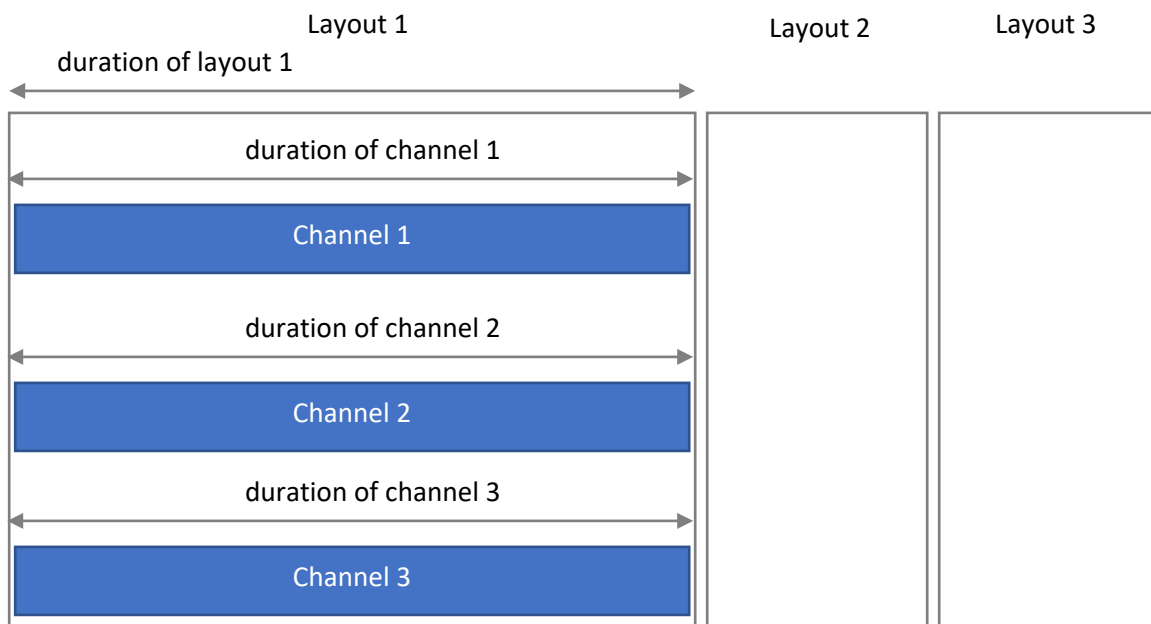 Layout 1
Layout 2
Layout 3
duration of layout 1
duration of channel 1
Channel 1
duration of channel 2
Channel 2
duration of channel 3
Channel 3